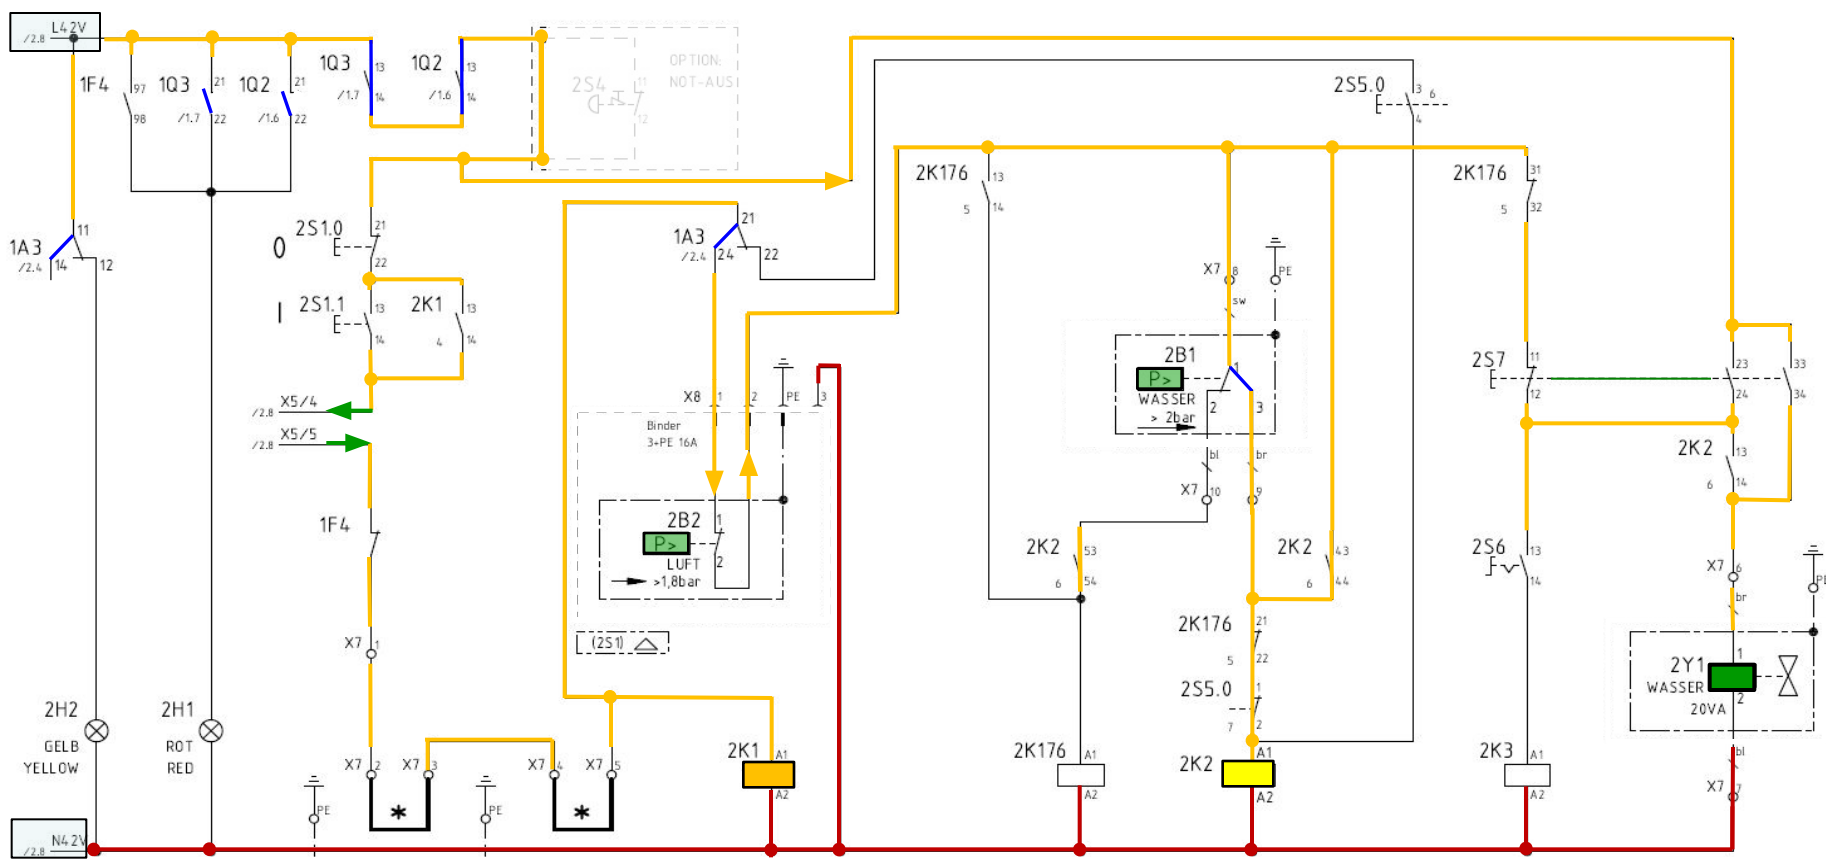 L42V
/2.8
1F4
97
98
1Q3
21
/1.7
22
1Q2
21
/1.6
22
1Q3
13
/1.7
14
1Q2
13
/1.6
14
2S4
11
12
OPTION:
NOT-AUS
2S5.0
3
6
4
2K176
13
5
14
2K176
31
5
32
1A3
/2.4
11
14
12
0
2S1.0
21
22
I
2S1.1
13
14
2K1
13
4
14
1A3
/2.4
21
24
22
X7
8
PE
sw
2B1
P>
WASSER
> 2bar
1
2
3
2S7
11
12
23
24
33
34
X5/4
/2.8
X5/5
/2.8
X8
1
2
PE
3
Binder
3+PE 16A
bl
br
X7
10
9
2K2
13
6
14
1F4
2B2
P>
LUFT
>1,8bar
1
2
2K2
53
6
54
2K2
43
6
44
2S6
13
14
X7
6
PE
br
X7
1
(2S1)
2K176
21
5
22
2S5.0
1
7
2
2Y1
WASSER
20VA
1
2
2H2
GELB
YELLOW
2H1
ROT
RED
X7
2
X7
3
X7
4
X7
5
*
*
PE
PE
2K1
A1
A2
2K176
A1
A2
2K2
A1
A2
2K3
A1
A2
bl
X7
7
N42V
/2.8